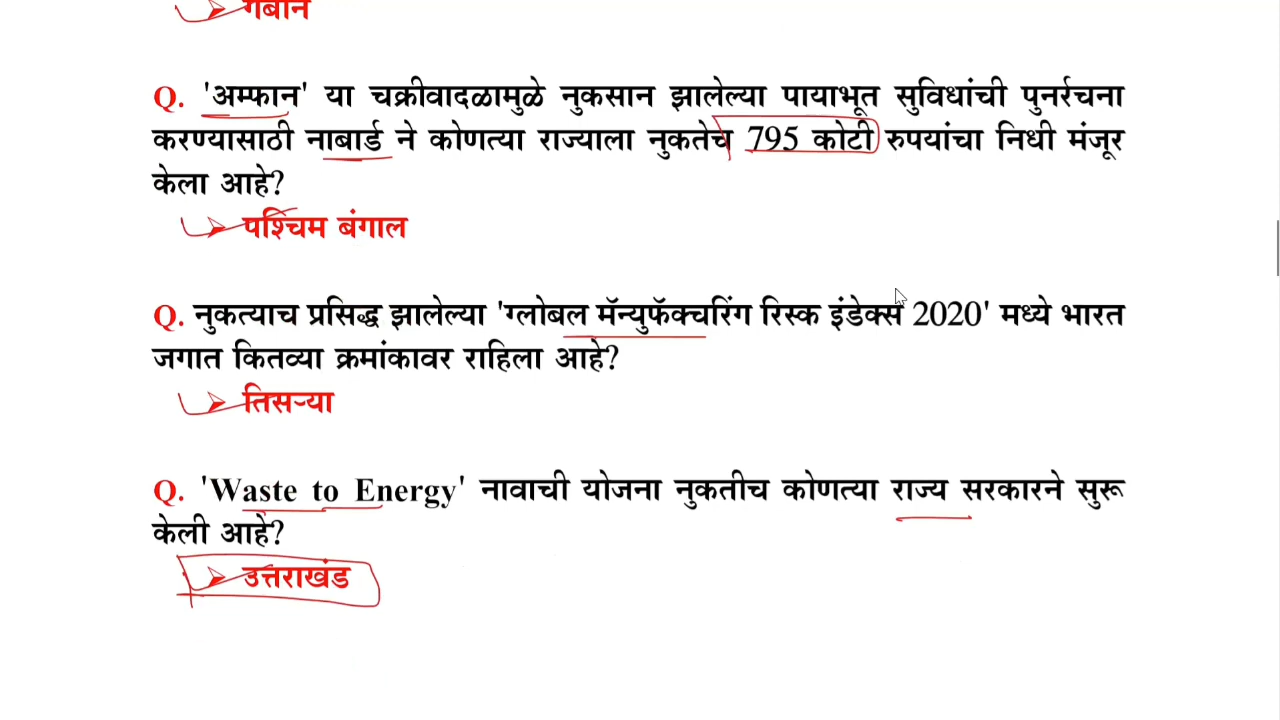 गॅबॉन
Q. 'अम्फान' या चक्रीवादळामुळे नुकसान झालेल्या पायाभूत सुविधांची पुनर्रचना
करण्यासाठी नाबार्ड ने कोणत्या राज्याला नुकतेच 795 कोटी रुपयांचा निधी मंजूर
केला आहे?
➢ पश्चिम बंगाल
Q. नुकत्याच प्रसिद्ध झालेल्या 'ग्लोबल मॅन्युफॅक्चरिंग रिस्क इंडेक्स 2020' मध्ये भारत
जगात कितव्या क्रमांकावर राहिला आहे?
➢ तिसऱ्या
Q. 'Waste to Energy' नावाची योजना नुकतीच कोणत्या राज्य सरकारने सुरू
केली आहे?
➢ उत्तराखंड